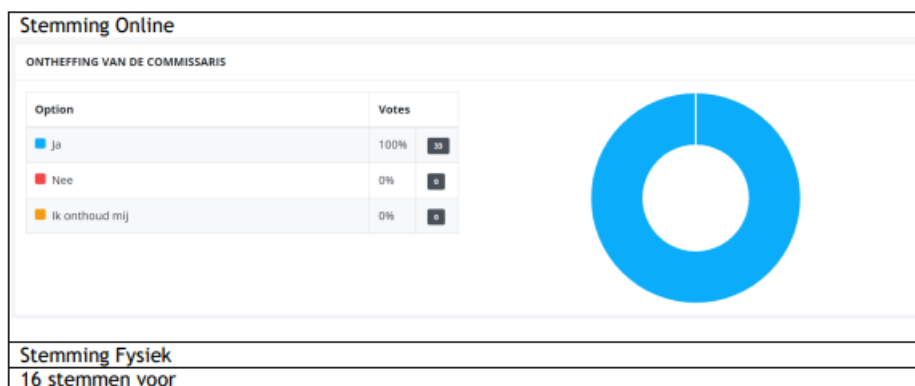 Stemming Online
ONTHEFFING VAN DE COMMISSARIS
Option Votes
Ja 100% 33
Nee 0% 0
Ik onthoud mij 0% 0
Stemming Fysiek
16 stemmen voor